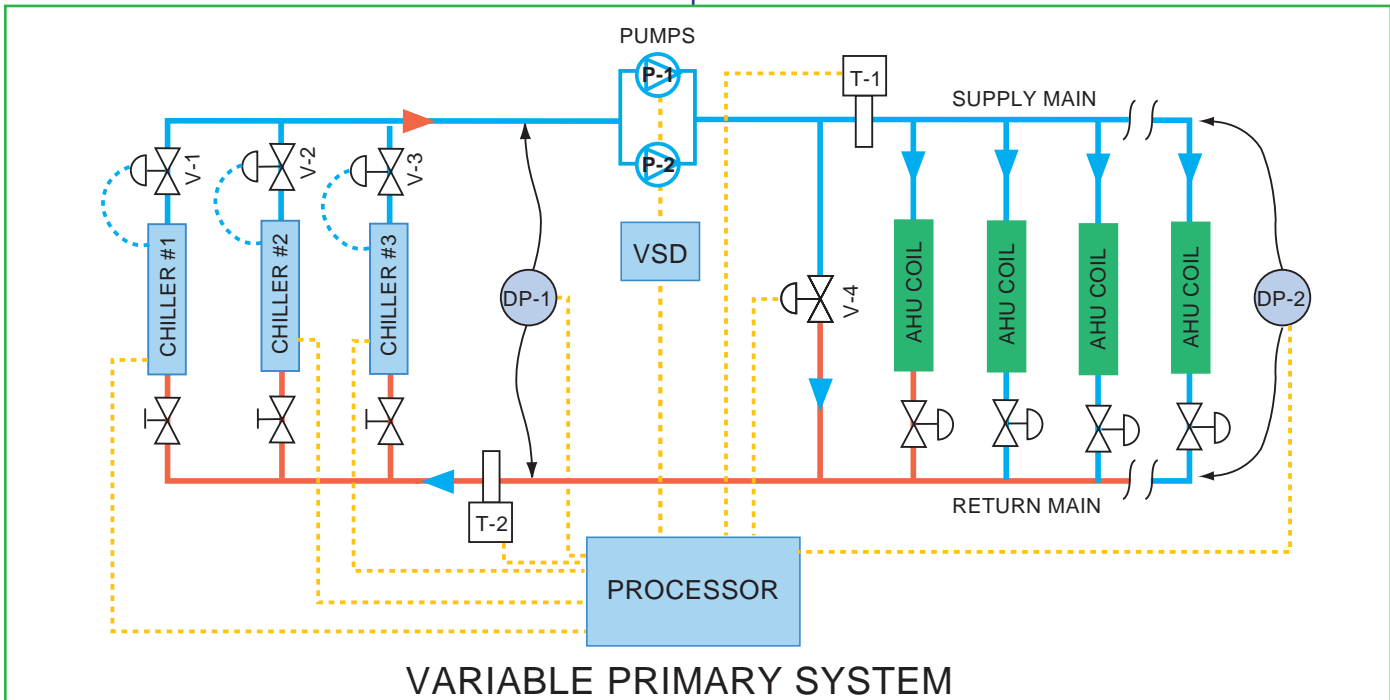 PUMPS
P-1
T-1
SUPPLY MAIN
V-1
V-2
V-3
P-2
CHILLER #1
CHILLER #2
CHILLER #3
VSD
DP-1
V-4
AHU COIL
AHU COIL
AHU COIL
AHU COIL
DP-2
RETURN MAIN
T-2
PROCESSOR
VARIABLE PRIMARY SYSTEM